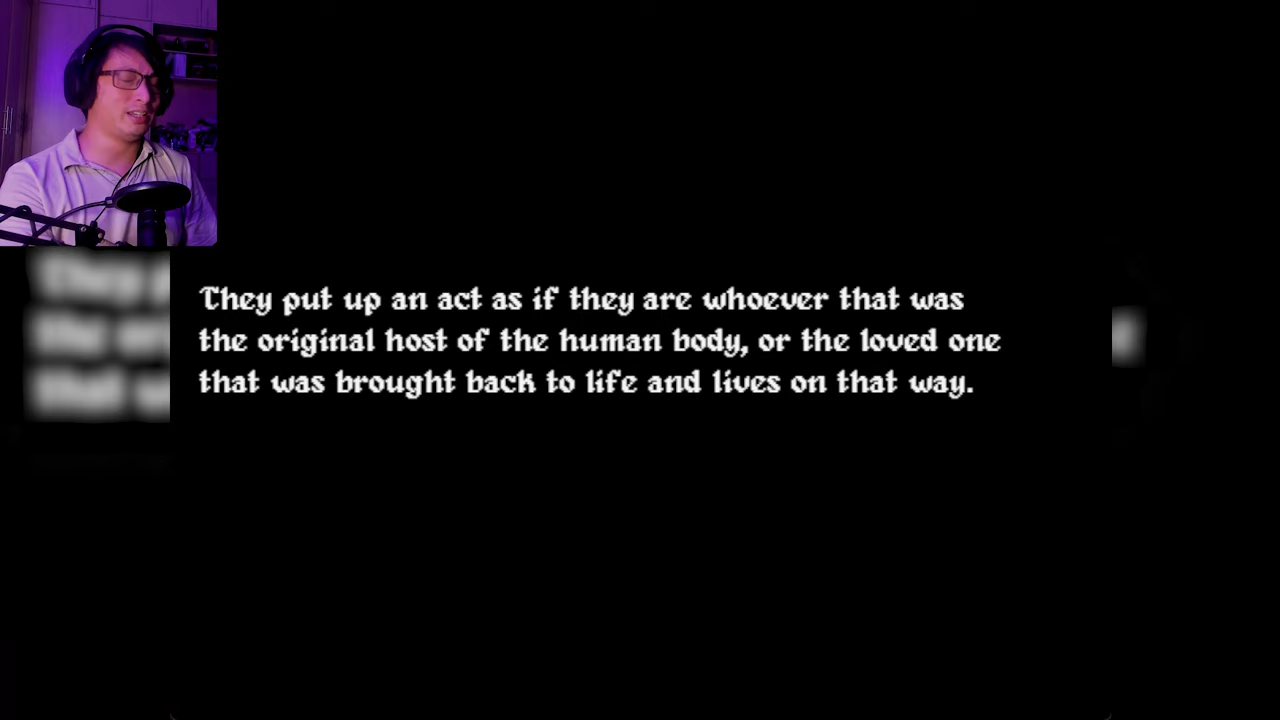 They put up an act as if they are whoever that was
the original host of the human body, or the loved one
that was brought back to life and lives on that way.